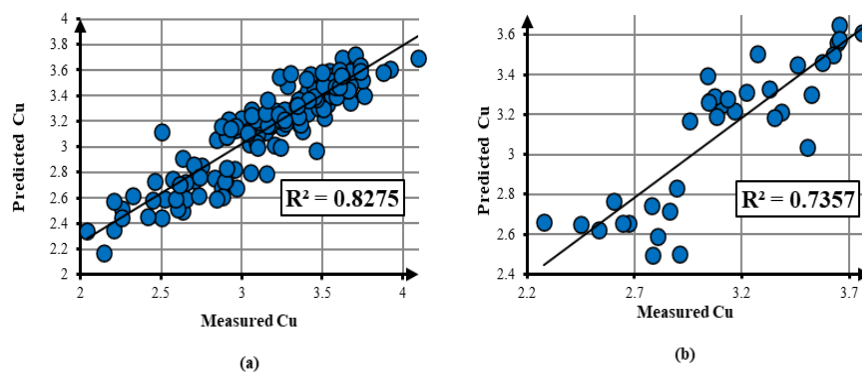 4
3.8
3.6
3.4
3.2
3
2.8
2.6
2.4
2.2
2
Predicted Cu
R² = 0.8275
2 2.5 3 3.5 4
Measured Cu
(a)
3.6
3.4
3.2
3
2.8
2.6
2.4
Predicted Cu
R² = 0.7357
2.2 2.7 3.2 3.7
Measured Cu
(b)